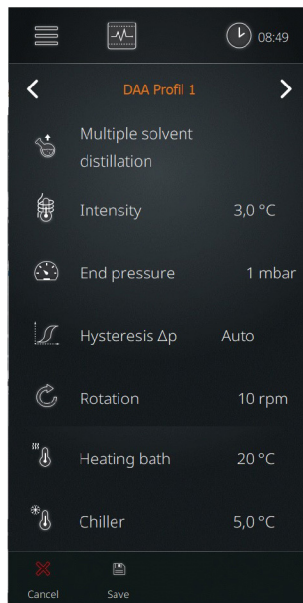 08:49
DAA Profil 1
Multiple solvent
distillation
Intensity 3,0 °C
End pressure 1 mbar
Hysteresis Δp Auto
Rotation 10 rpm
Heating bath 20 °C
Chiller 5,0 °C
Cancel Save